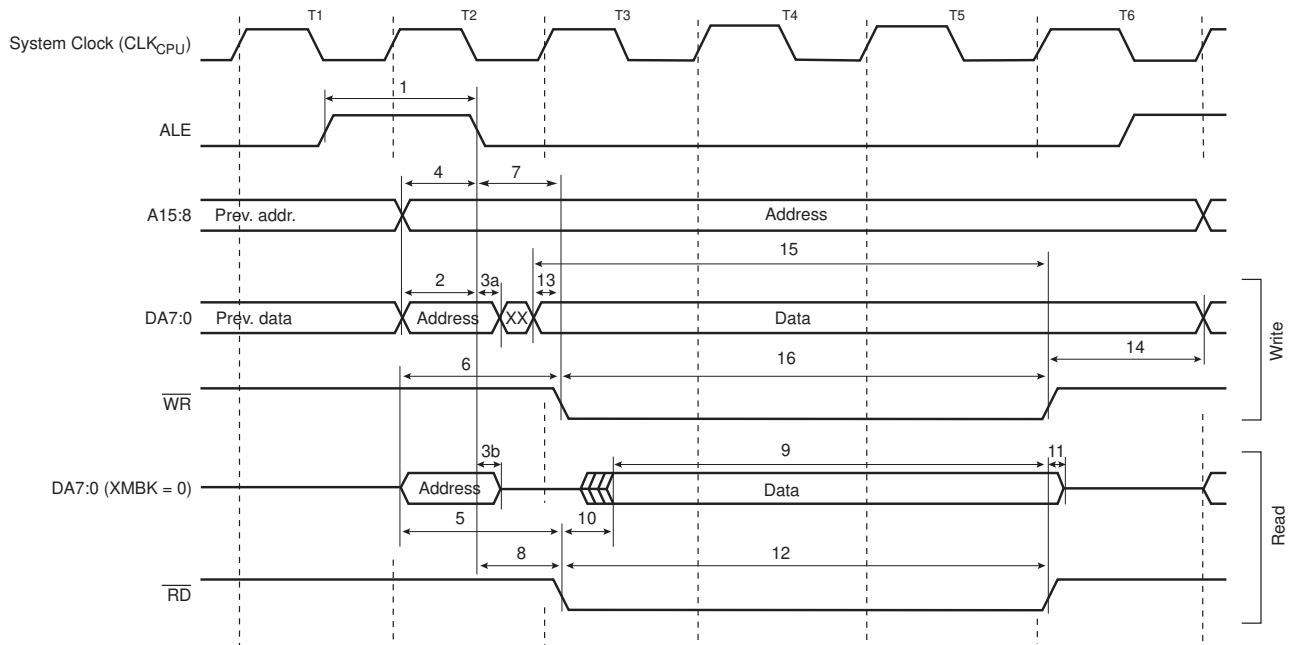 T1 T2 T3 T4 T5 T6
System Clock (CLKCPU)
1
ALE
4 7
A15:8 Prev. addr. Address
15
2 3a 13
DA7:0 Prev. data Address XX Data
14
6 16
WR
Write
3b 9 11
DA7:0 (XMBK = 0) Address Data
5 10
8 12
RD
Read